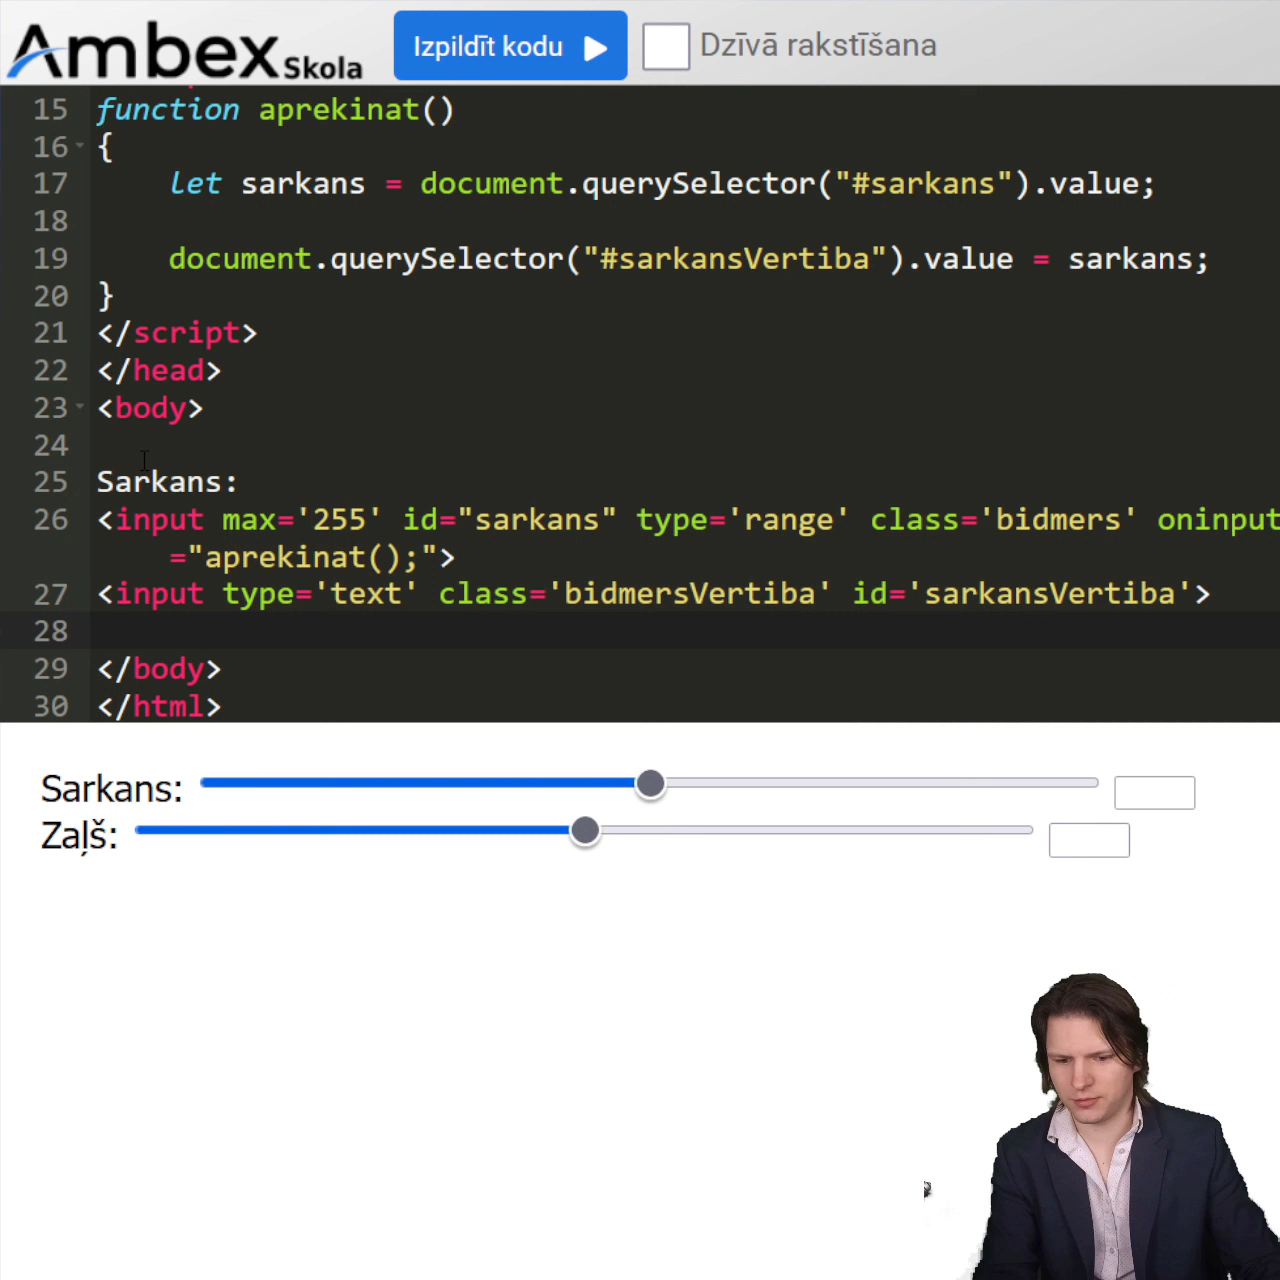 Ambex Skola
Izpildīt kodu
Dzīvā rakstīšana
15 function aprekinat()
16 {
17 let sarkans = document.querySelector("#sarkans").value;
18
19 document.querySelector("#sarkansVertiba").value = sarkans;
20 }
21 </script>
22 </head>
23 <body>
24
25 Sarkans:
26 <input max='255' id="sarkans" type='range' class='bidmers' oninput
="aprekinat();">
27 <input type='text' class='bidmersVertiba' id='sarkansVertiba'>
28
29 </body>
30 </html>
Sarkans:
Zaļš: